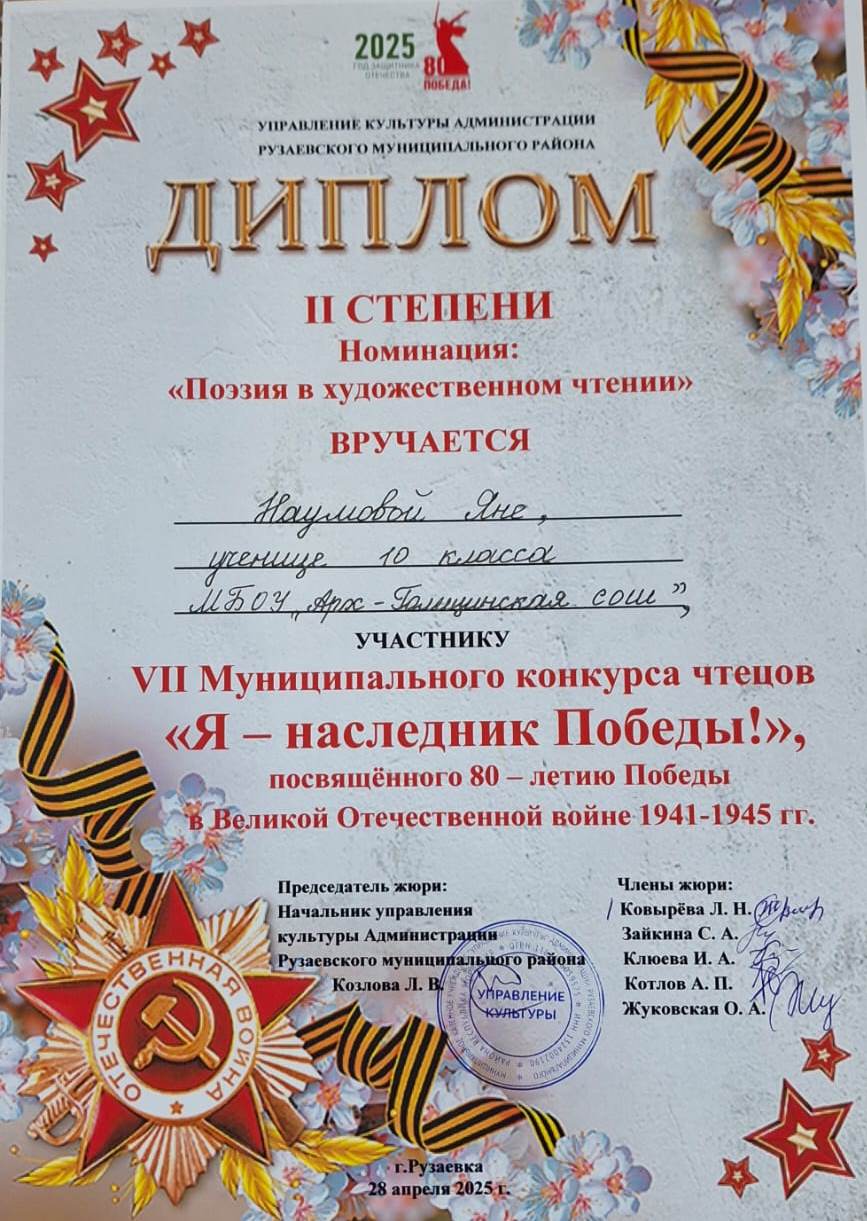 2025
ГОД ЗАЩИТНИКА
ОТЕЧЕСТВА
80
ПОБЕДА!
УПРАВЛЕНИЕ КУЛЬТУРЫ АДМИНИСТРАЦИИ
РУЗАЕВСКОГО МУНИЦИПАЛЬНОГО РАЙОНА
ДИПЛОМ
II СТЕПЕНИ
Номинация:
«Поэзия в художественном чтении»
ВРУЧАЕТСЯ
Наумовой Яне,
ученице 10 класса
МБОУ „Арх-Голицинская сош",
УЧАСТНИКУ
VII Муниципального конкурса чтецов
«Я – наследник Победы!»,
посвящённого 80 – летию Победы
в Великой Отечественной войне 1941-1945 гг.
Председатель жюри:
Начальник управления
культуры Администрации
Рузаевского муниципального района
Козлова Л. В.
УПРАВЛЕНИЕ
КУЛЬТУРЫ
Члены жюри:
Ковырёва Л. Н.
Зайкина С. А.
Клюева И. А.
Котлов А. П.
Жуковская О. А.
ОТЕЧЕСТВЕННАЯ ВОЙНА
г.Рузаевка
28 апреля 2025 г.